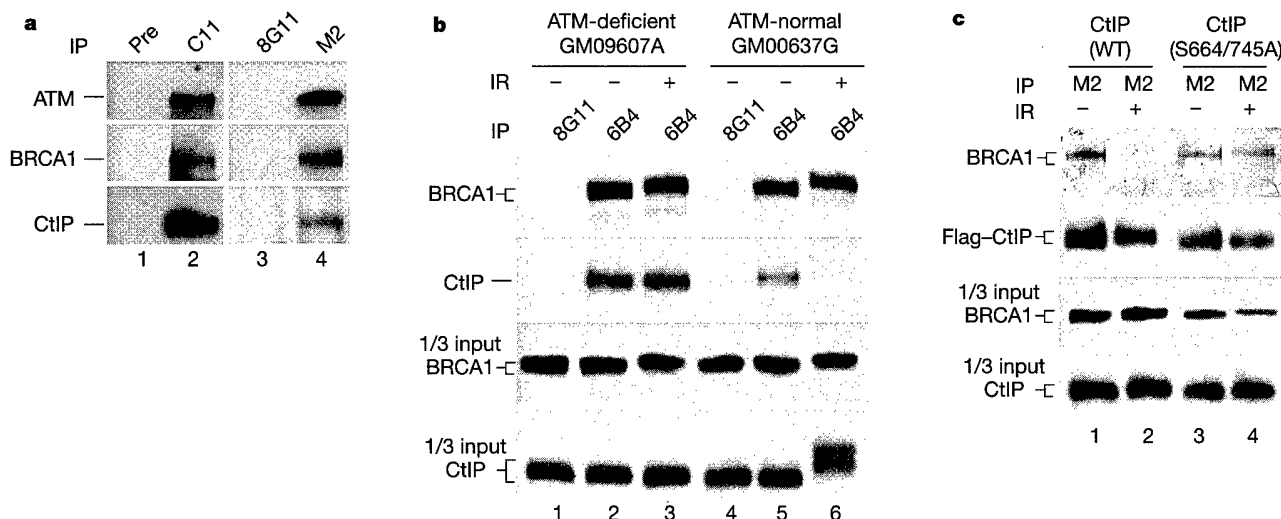 a
IP Pre C11 8G11 M2
ATM
BRCA1
CtIP
1 2 3 4
b
ATM-deficient ATM-normal
GM09607A GM00637G
IR – – + – – +
IP 8G11 6B4 6B4 8G11 6B4 6B4
BRCA1
CtIP
1/3 input
BRCA1
1/3 input
CtIP
1 2 3 4 5 6
c
CtIP CtIP
(WT) (S664/745A)
IP M2 M2 M2 M2
IR – + – +
BRCA1
Flag–CtIP
1/3 input
BRCA1
1/3 input
CtIP
1 2 3 4